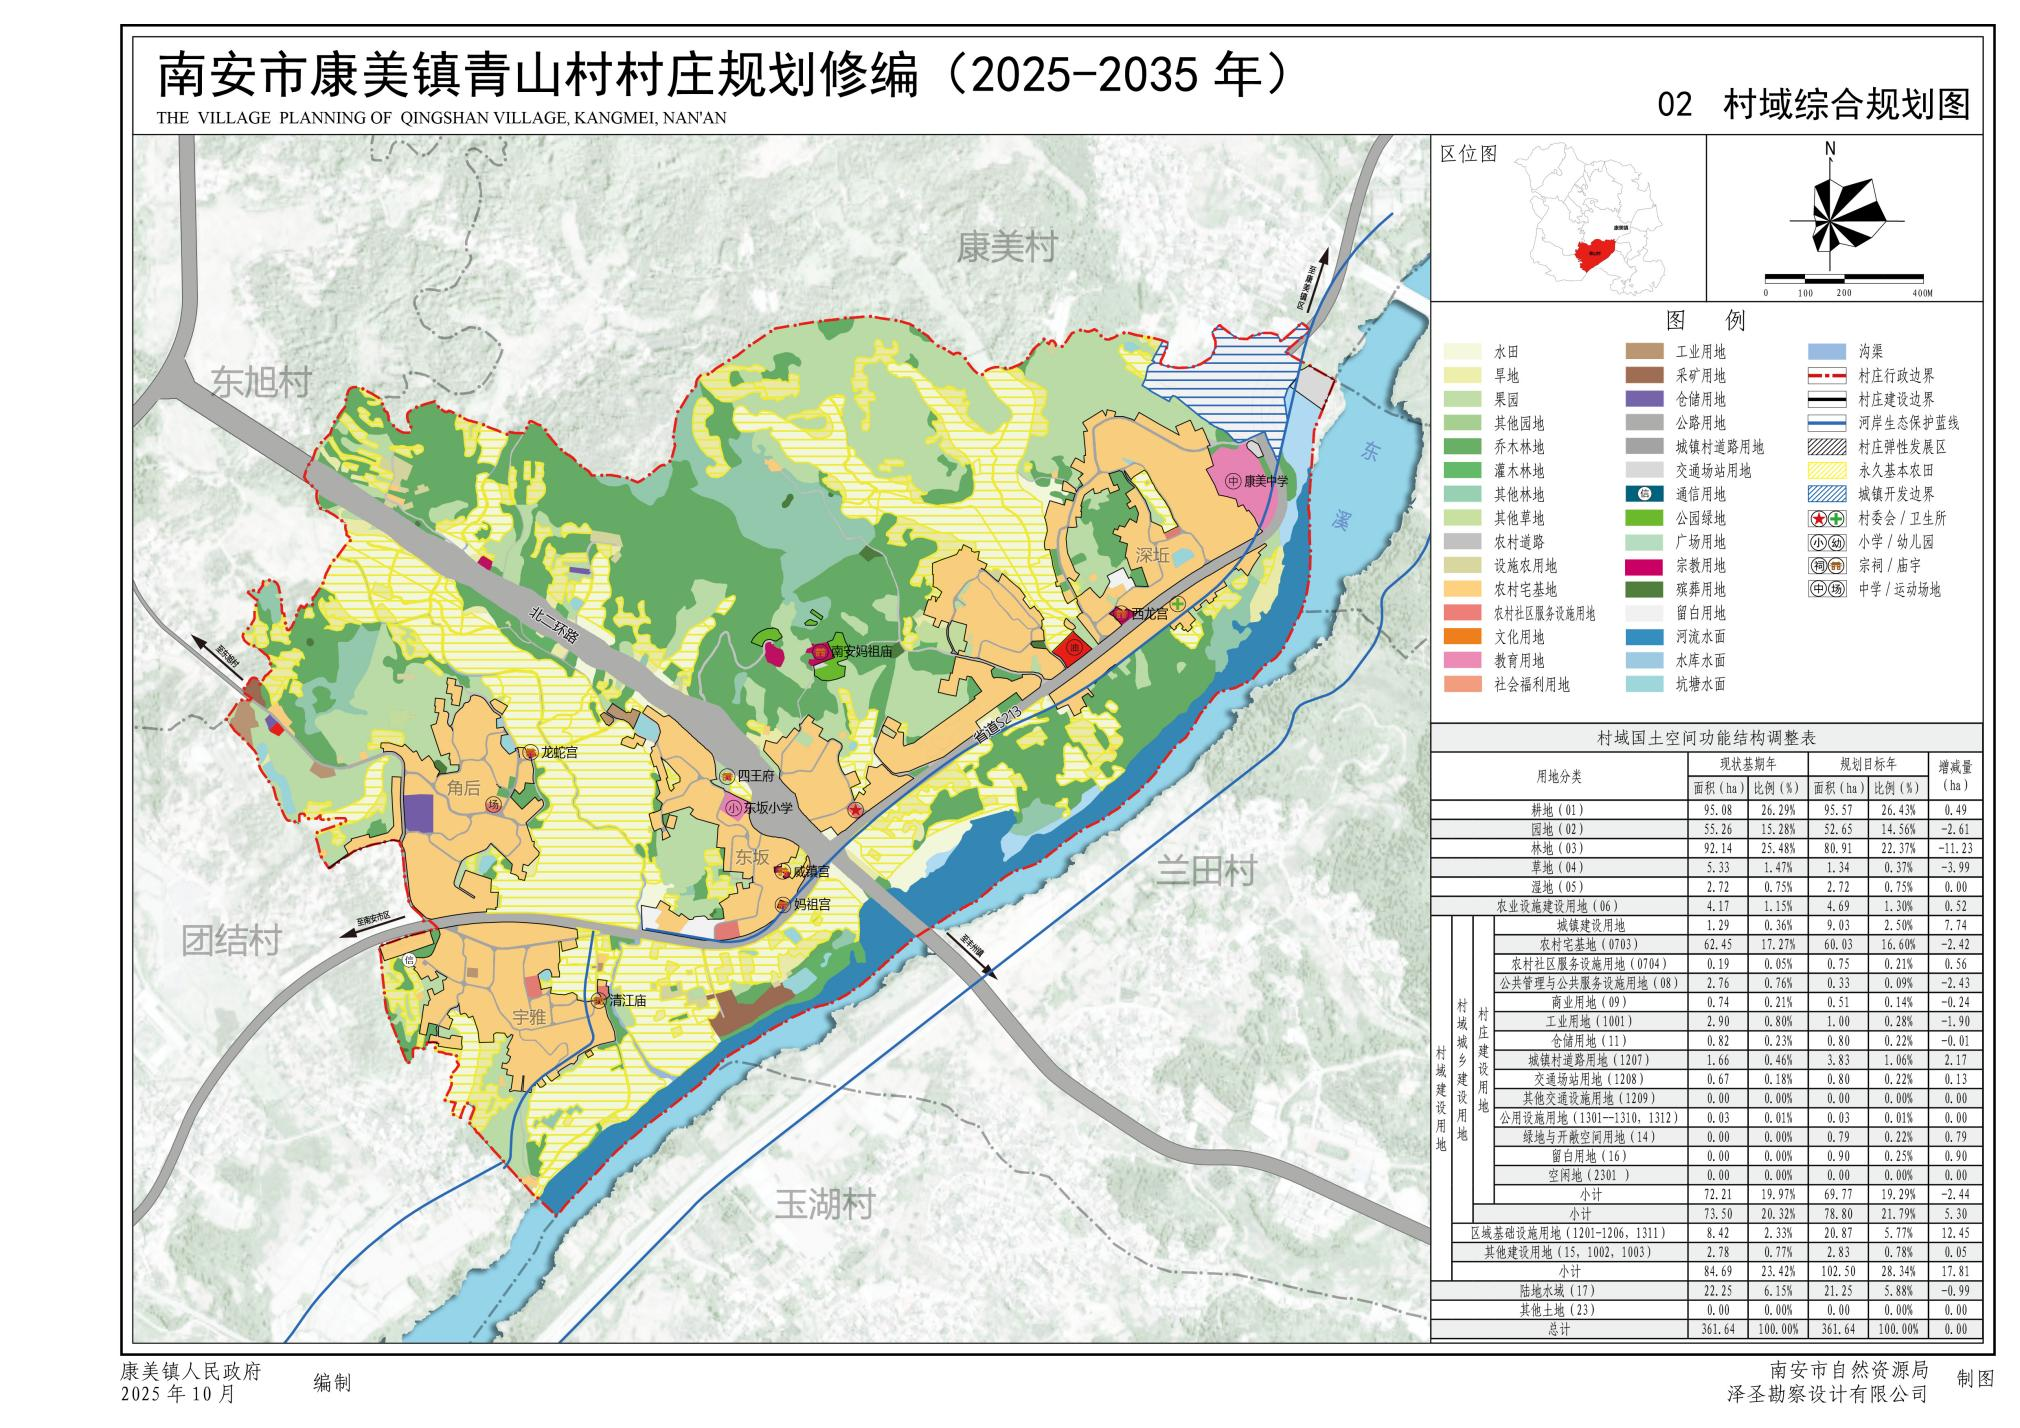 南安市康美镇青山村村庄规划修编（2025-2035 年）
THE VILLAGE PLANNING OF QINGSHAN VILLAGE, KANGMEI, NAN'AN
02 村域综合规划图
康美村
东旭村
团结村
兰田村
玉湖村
东
溪
至康美镇区
至东旭村
至南安市区
至丰州镇
北二环路
省道S213
中 康美中学
深坵
西龙宫
油
南安妈祖庙
龙蛇宫
角后
场
四王府
小 东坂小学
东坂
威镇宫
妈祖宫
信
清江庙
宇雅
区位图
康美镇
青山村
N
0 100 200 400M
图 例
水田
旱地
果园
其他园地
乔木林地
灌木林地
其他林地
其他草地
农村道路
设施农用地
农村宅基地
农村社区服务设施用地
文化用地
教育用地
社会福利用地
工业用地
采矿用地
仓储用地
公路用地
城镇村道路用地
交通场站用地
信 通信用地
公园绿地
广场用地
宗教用地
殡葬用地
留白用地
河流水面
水库水面
坑塘水面
沟渠
村庄行政边界
村庄建设边界
河岸生态保护蓝线
村庄弹性发展区
永久基本农田
城镇开发边界
村委会 / 卫生所
小 幼 小学 / 幼儿园
祠 宗祠 / 庙宇
中 场 中学 / 运动场地
村域国土空间功能结构调整表
用地分类 现状基期年 规划目标年 增减量（ha）
面积（ha） 比例（%） 面积（ha） 比例（%）
耕地（01） 95.08 26.29% 95.57 26.43% 0.49
园地（02） 55.26 15.28% 52.65 14.56% -2.61
林地（03） 92.14 25.48% 80.91 22.37% -11.23
草地（04） 5.33 1.47% 1.34 0.37% -3.99
湿地（05） 2.72 0.75% 2.72 0.75% 0.00
农业设施建设用地（06） 4.17 1.15% 4.69 1.30% 0.52
村域建设用地
村域城乡建设用地
村庄建设用地
城镇建设用地 1.29 0.36% 9.03 2.50% 7.74
农村宅基地（0703） 62.45 17.27% 60.03 16.60% -2.42
农村社区服务设施用地（0704） 0.19 0.05% 0.75 0.21% 0.56
公共管理与公共服务设施用地（08） 2.76 0.76% 0.33 0.09% -2.43
商业用地（09） 0.74 0.21% 0.51 0.14% -0.24
工业用地（1001） 2.90 0.80% 1.00 0.28% -1.90
仓储用地（11） 0.82 0.23% 0.80 0.22% -0.01
城镇村道路用地（1207） 1.66 0.46% 3.83 1.06% 2.17
交通场站用地（1208） 0.67 0.18% 0.80 0.22% 0.13
其他交通设施用地（1209） 0.00 0.00% 0.00 0.00% 0.00
公用设施用地（1301--1310，1312） 0.03 0.01% 0.03 0.01% 0.00
绿地与开敞空间用地（14） 0.00 0.00% 0.79 0.22% 0.79
留白用地（16） 0.00 0.00% 0.90 0.25% 0.90
空闲地（2301 ） 0.00 0.00% 0.00 0.00% 0.00
小计 72.21 19.97% 69.77 19.29% -2.44
小计 73.50 20.32% 78.80 21.79% 5.30
区域基础设施用地（1201-1206，1311） 8.42 2.33% 20.87 5.77% 12.45
其他建设用地（15，1002，1003） 2.78 0.77% 2.83 0.78% 0.05
小计 84.69 23.42% 102.50 28.34% 17.81
陆地水域（17） 22.25 6.15% 21.25 5.88% -0.99
其他土地（23） 0.00 0.00% 0.00 0.00% 0.00
总计 361.64 100.00% 361.64 100.00% 0.00
康美镇人民政府
2025 年 10 月
编制
南安市自然资源局
泽圣勘察设计有限公司
制图